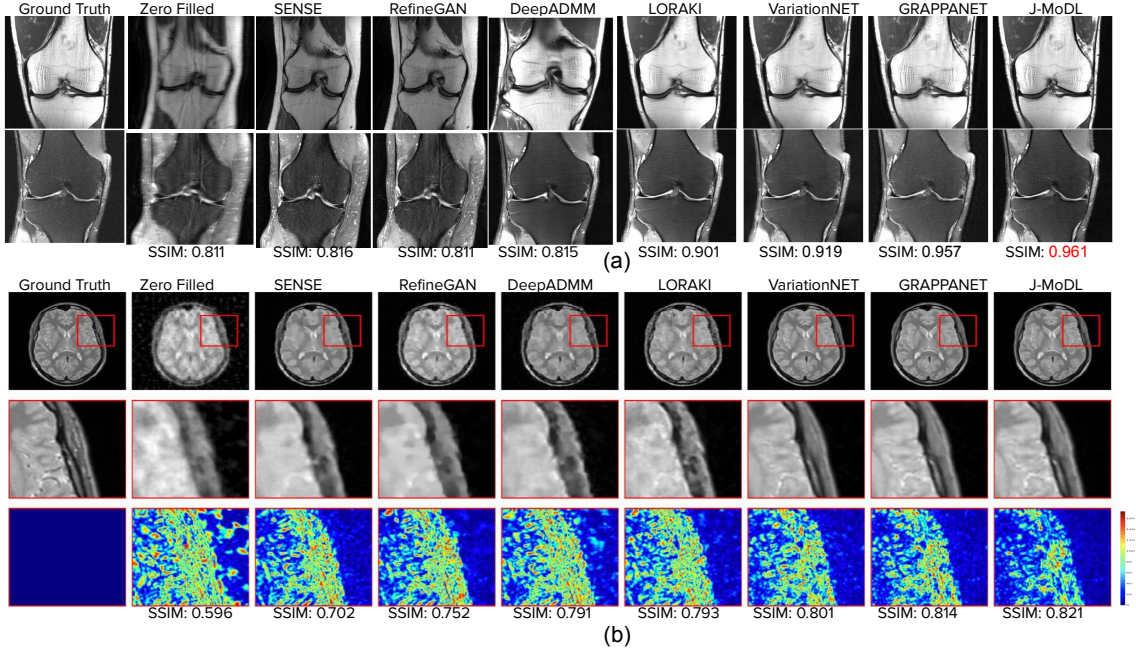 Ground Truth Zero Filled SENSE RefineGAN DeepADMM LORAKI VariationNET GRAPPANET J-MoDL
SSIM: 0.811 SSIM: 0.816 SSIM: 0.811 SSIM: 0.815 SSIM: 0.901 SSIM: 0.919 SSIM: 0.957 SSIM: 0.961
(a)
Ground Truth Zero Filled SENSE RefineGAN DeepADMM LORAKI VariationNET GRAPPANET J-MoDL
SSIM: 0.596 SSIM: 0.702 SSIM: 0.752 SSIM: 0.791 SSIM: 0.793 SSIM: 0.801 SSIM: 0.814 SSIM: 0.821
(b)